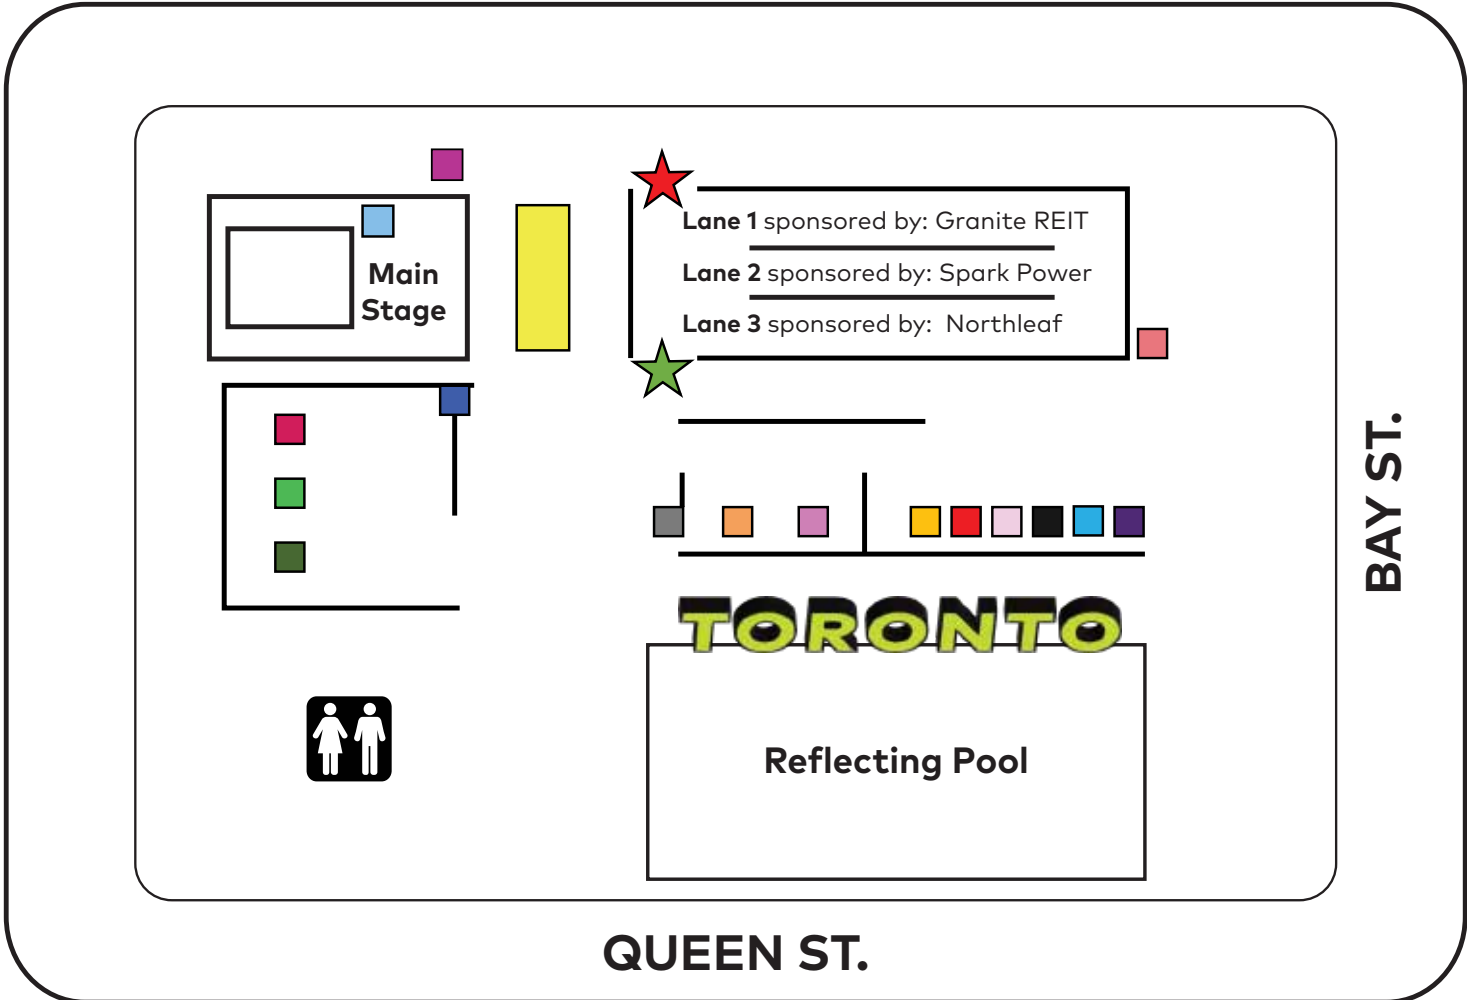 Main
Stage
Lane 1 sponsored by: Granite REIT
Lane 2 sponsored by: Spark Power
Lane 3 sponsored by: Northleaf
BAY ST.
TORONTO
Reflecting Pool
QUEEN ST.